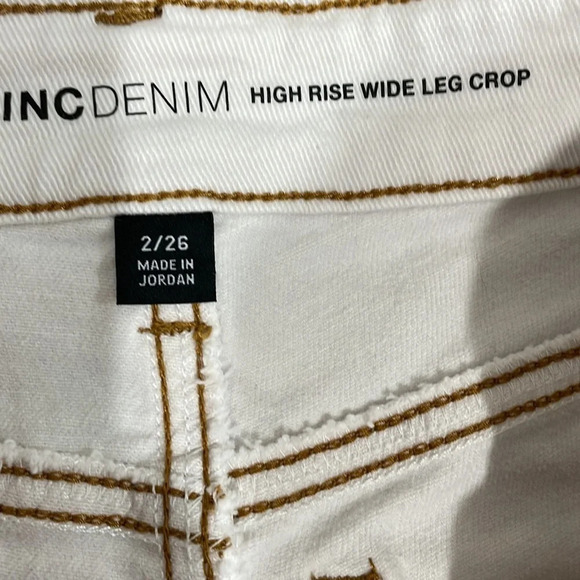 INCDENIM HIGH RISE WIDE LEG CROP
2/26
MADE IN
JORDAN